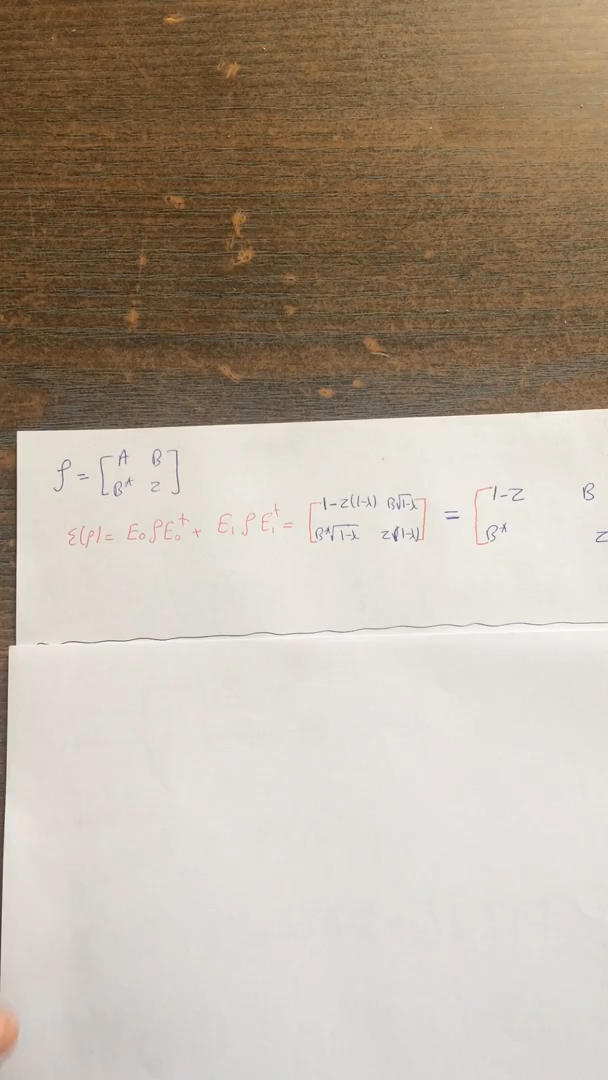 ρ = [A B; B* z]
ε(ρ) = E₀ρE₀† + E₁ρE₁† = [1-z(1-γ) B√1-γ; B*√1-γ z(1-γ)] = [1-z B; B* z